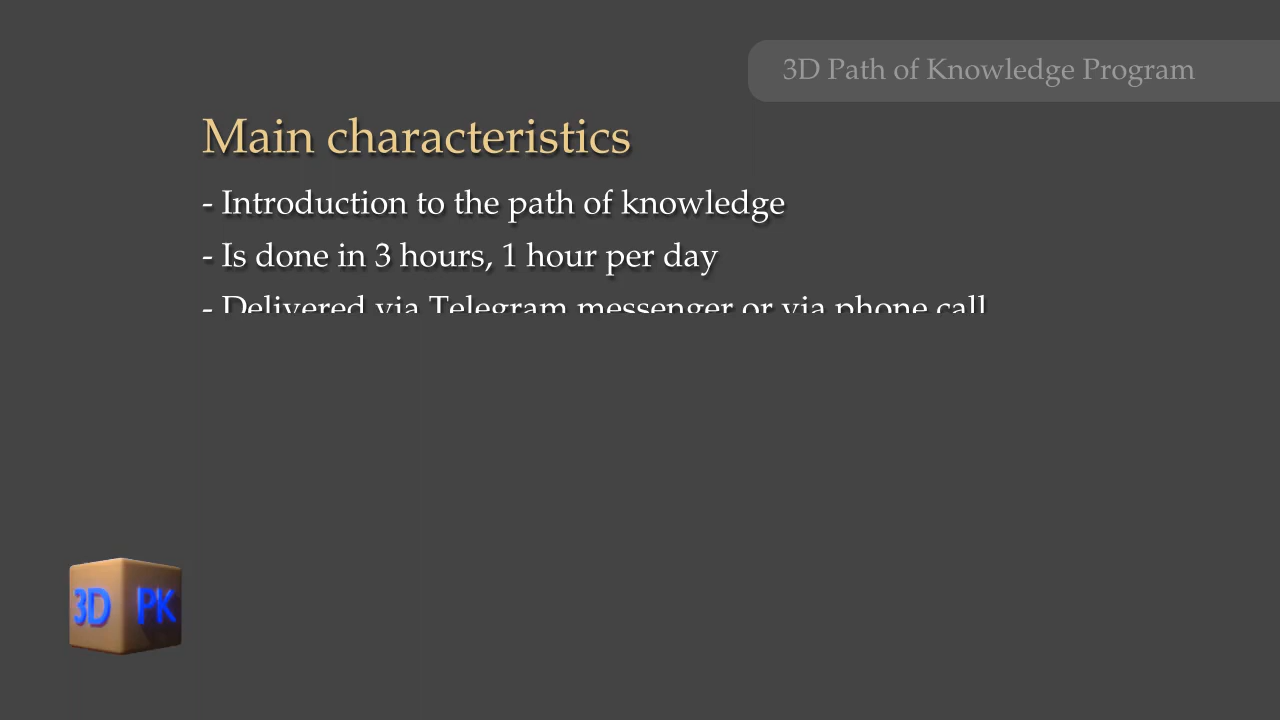 3D Path of Knowledge Program
Main characteristics
- Introduction to the path of knowledge
- Is done in 3 hours, 1 hour per day
- Delivered via Telegram messenger or via phone call
3D PK